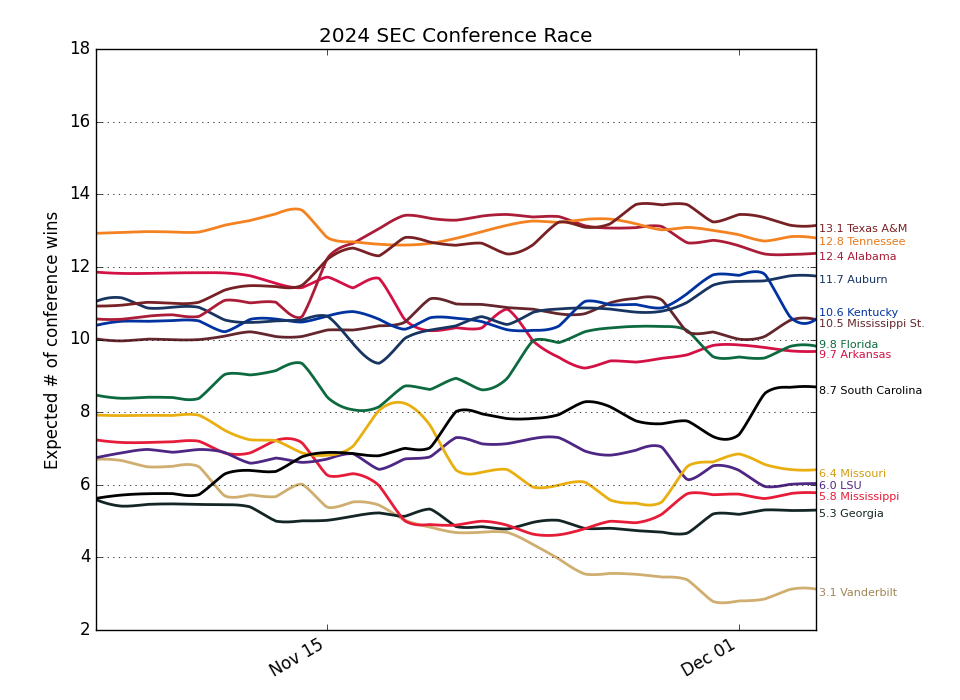 2024 SEC Conference Race
Expected # of conference wins
18
16
14
12
10
8
6
4
2
13.1 Texas A&M
12.8 Tennessee
12.4 Alabama
11.7 Auburn
10.6 Kentucky
10.5 Mississippi St.
9.8 Florida
9.7 Arkansas
8.7 South Carolina
6.4 Missouri
6.0 LSU
5.8 Mississippi
5.3 Georgia
3.1 Vanderbilt
Nov 15
Dec 01